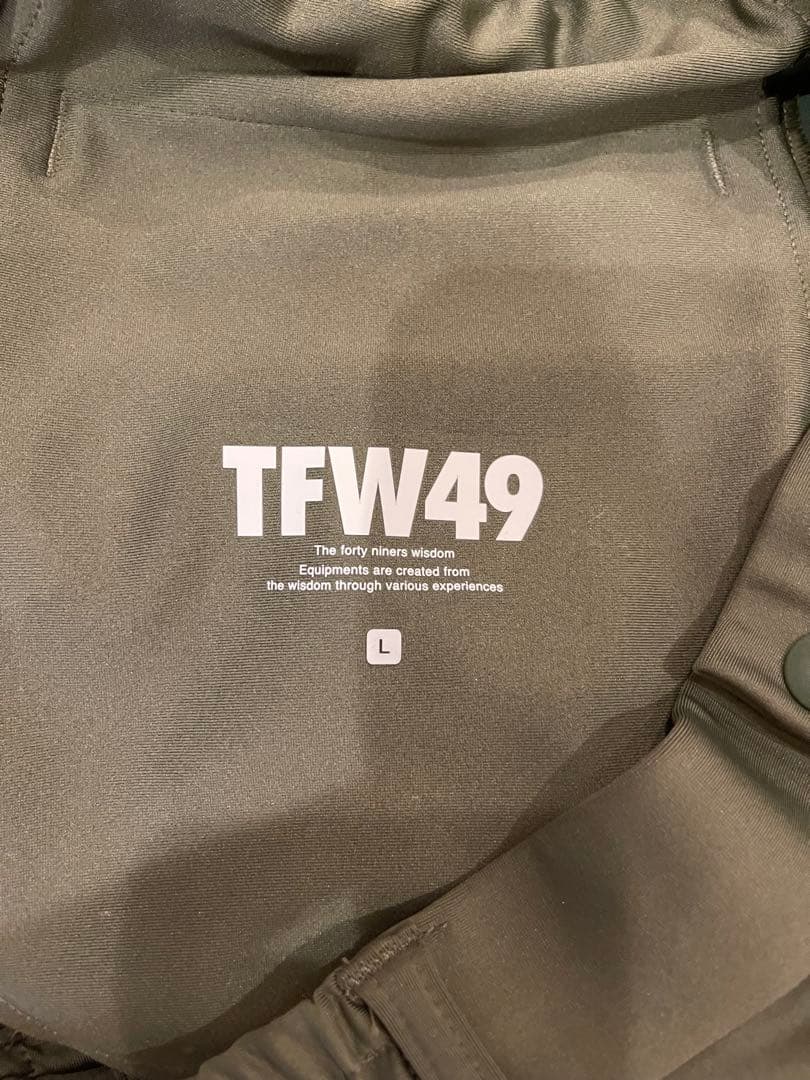 TFW49
The forty niners wisdom
Equipments are created from
the wisdom through various experiences
L